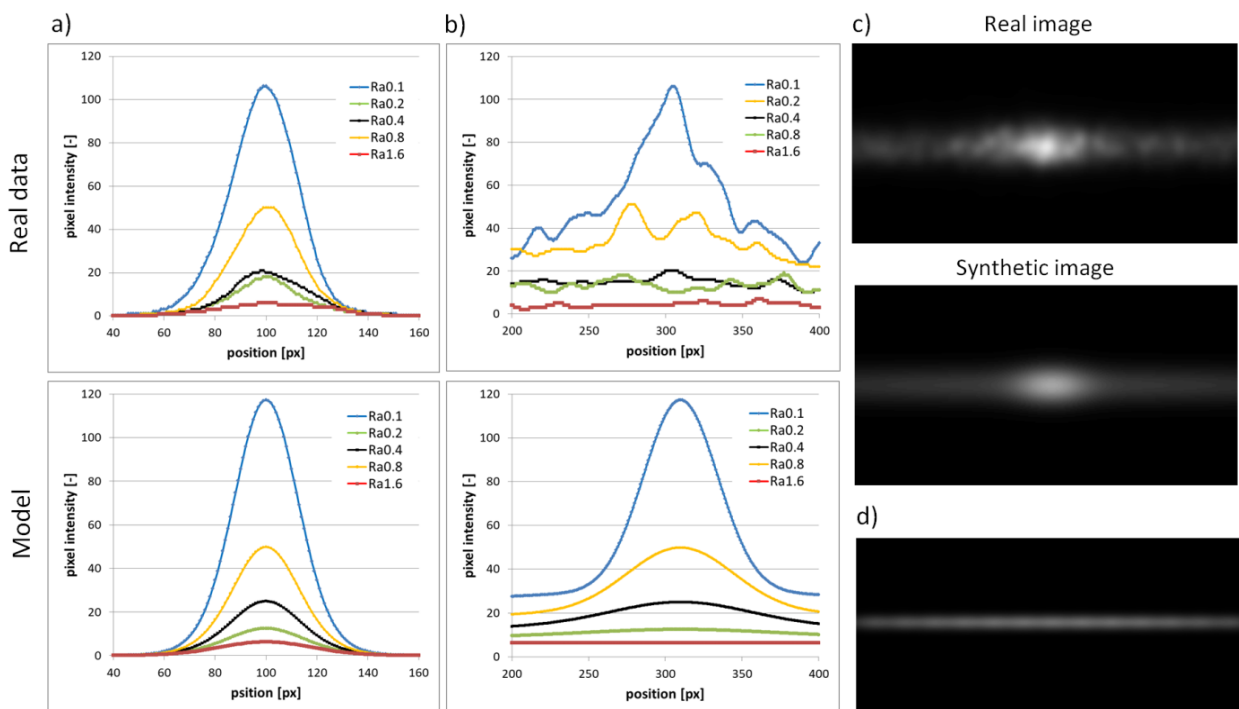 a)
b)
c)
Real image
Real data
120
100
80
60
40
20
0
pixel intensity [-]
40 60 80 100 120 140 160
position [px]
Ra0.1
Ra0.2
Ra0.4
Ra0.8
Ra1.6
120
100
80
60
40
20
0
pixel intensity [-]
200 250 300 350 400
position [px]
Ra0.1
Ra0.2
Ra0.4
Ra0.8
Ra1.6
Synthetic image
Model
120
100
80
60
40
20
0
pixel intensity [-]
40 60 80 100 120 140 160
psition [px]
Ra0.1
Ra0.2
Ra0.4
Ra0.8
Ra1.6
120
100
80
60
40
20
0
pixel intensity [-]
200 250 300 350 400
position [px]
Ra0.1
Ra0.2
Ra0.4
Ra0.8
Ra1.6
d)